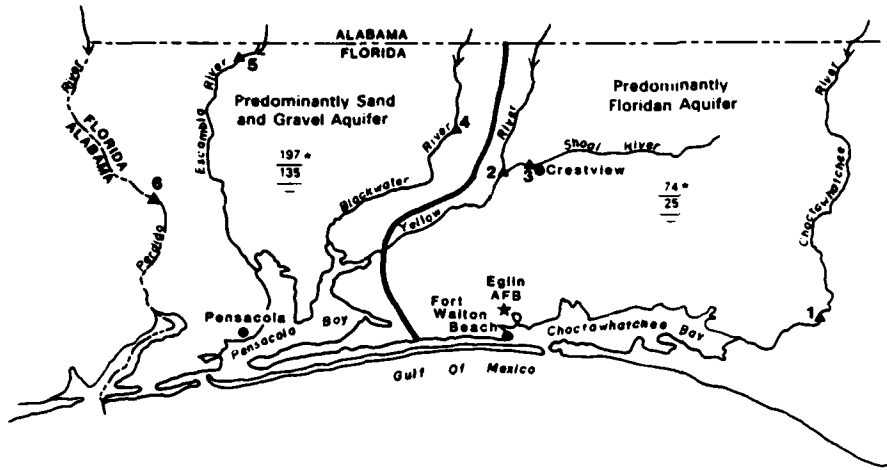 ALABAMA
FLORIDA
River
5
River
Predominantly Sand
and Gravel Aquifer
197*
135
Escambia
4
River
Blackwater
River
Predominantly
Floridan Aquifer
Shoal River
2
3
Crestview
74*
25
River
Choctawhatchee
FLORIDA
ALABAMA
6
Perdido
Yellow
Eglin
AFB
Fort
Walton
Beach
1
Pensacola
Pensacola Bay
Choctawhatchee Bay
Gulf Of Mexico